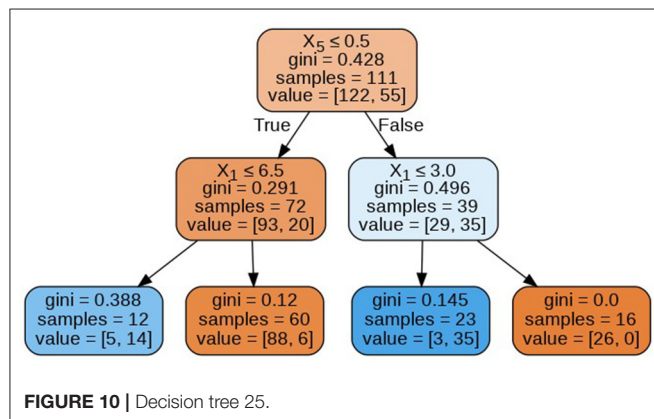 X5 ≤ 0.5
gini = 0.428
samples = 111
value = [122, 55]
True
False
X1 ≤ 6.5
gini = 0.291
samples = 72
value = [93, 20]
X1 ≤ 3.0
gini = 0.496
samples = 39
value = [29, 35]
gini = 0.388
samples = 12
value = [5, 14]
gini = 0.12
samples = 60
value = [88, 6]
gini = 0.145
samples = 23
value = [3, 35]
gini = 0.0
samples = 16
value = [26, 0]
FIGURE 10 | Decision tree 25.